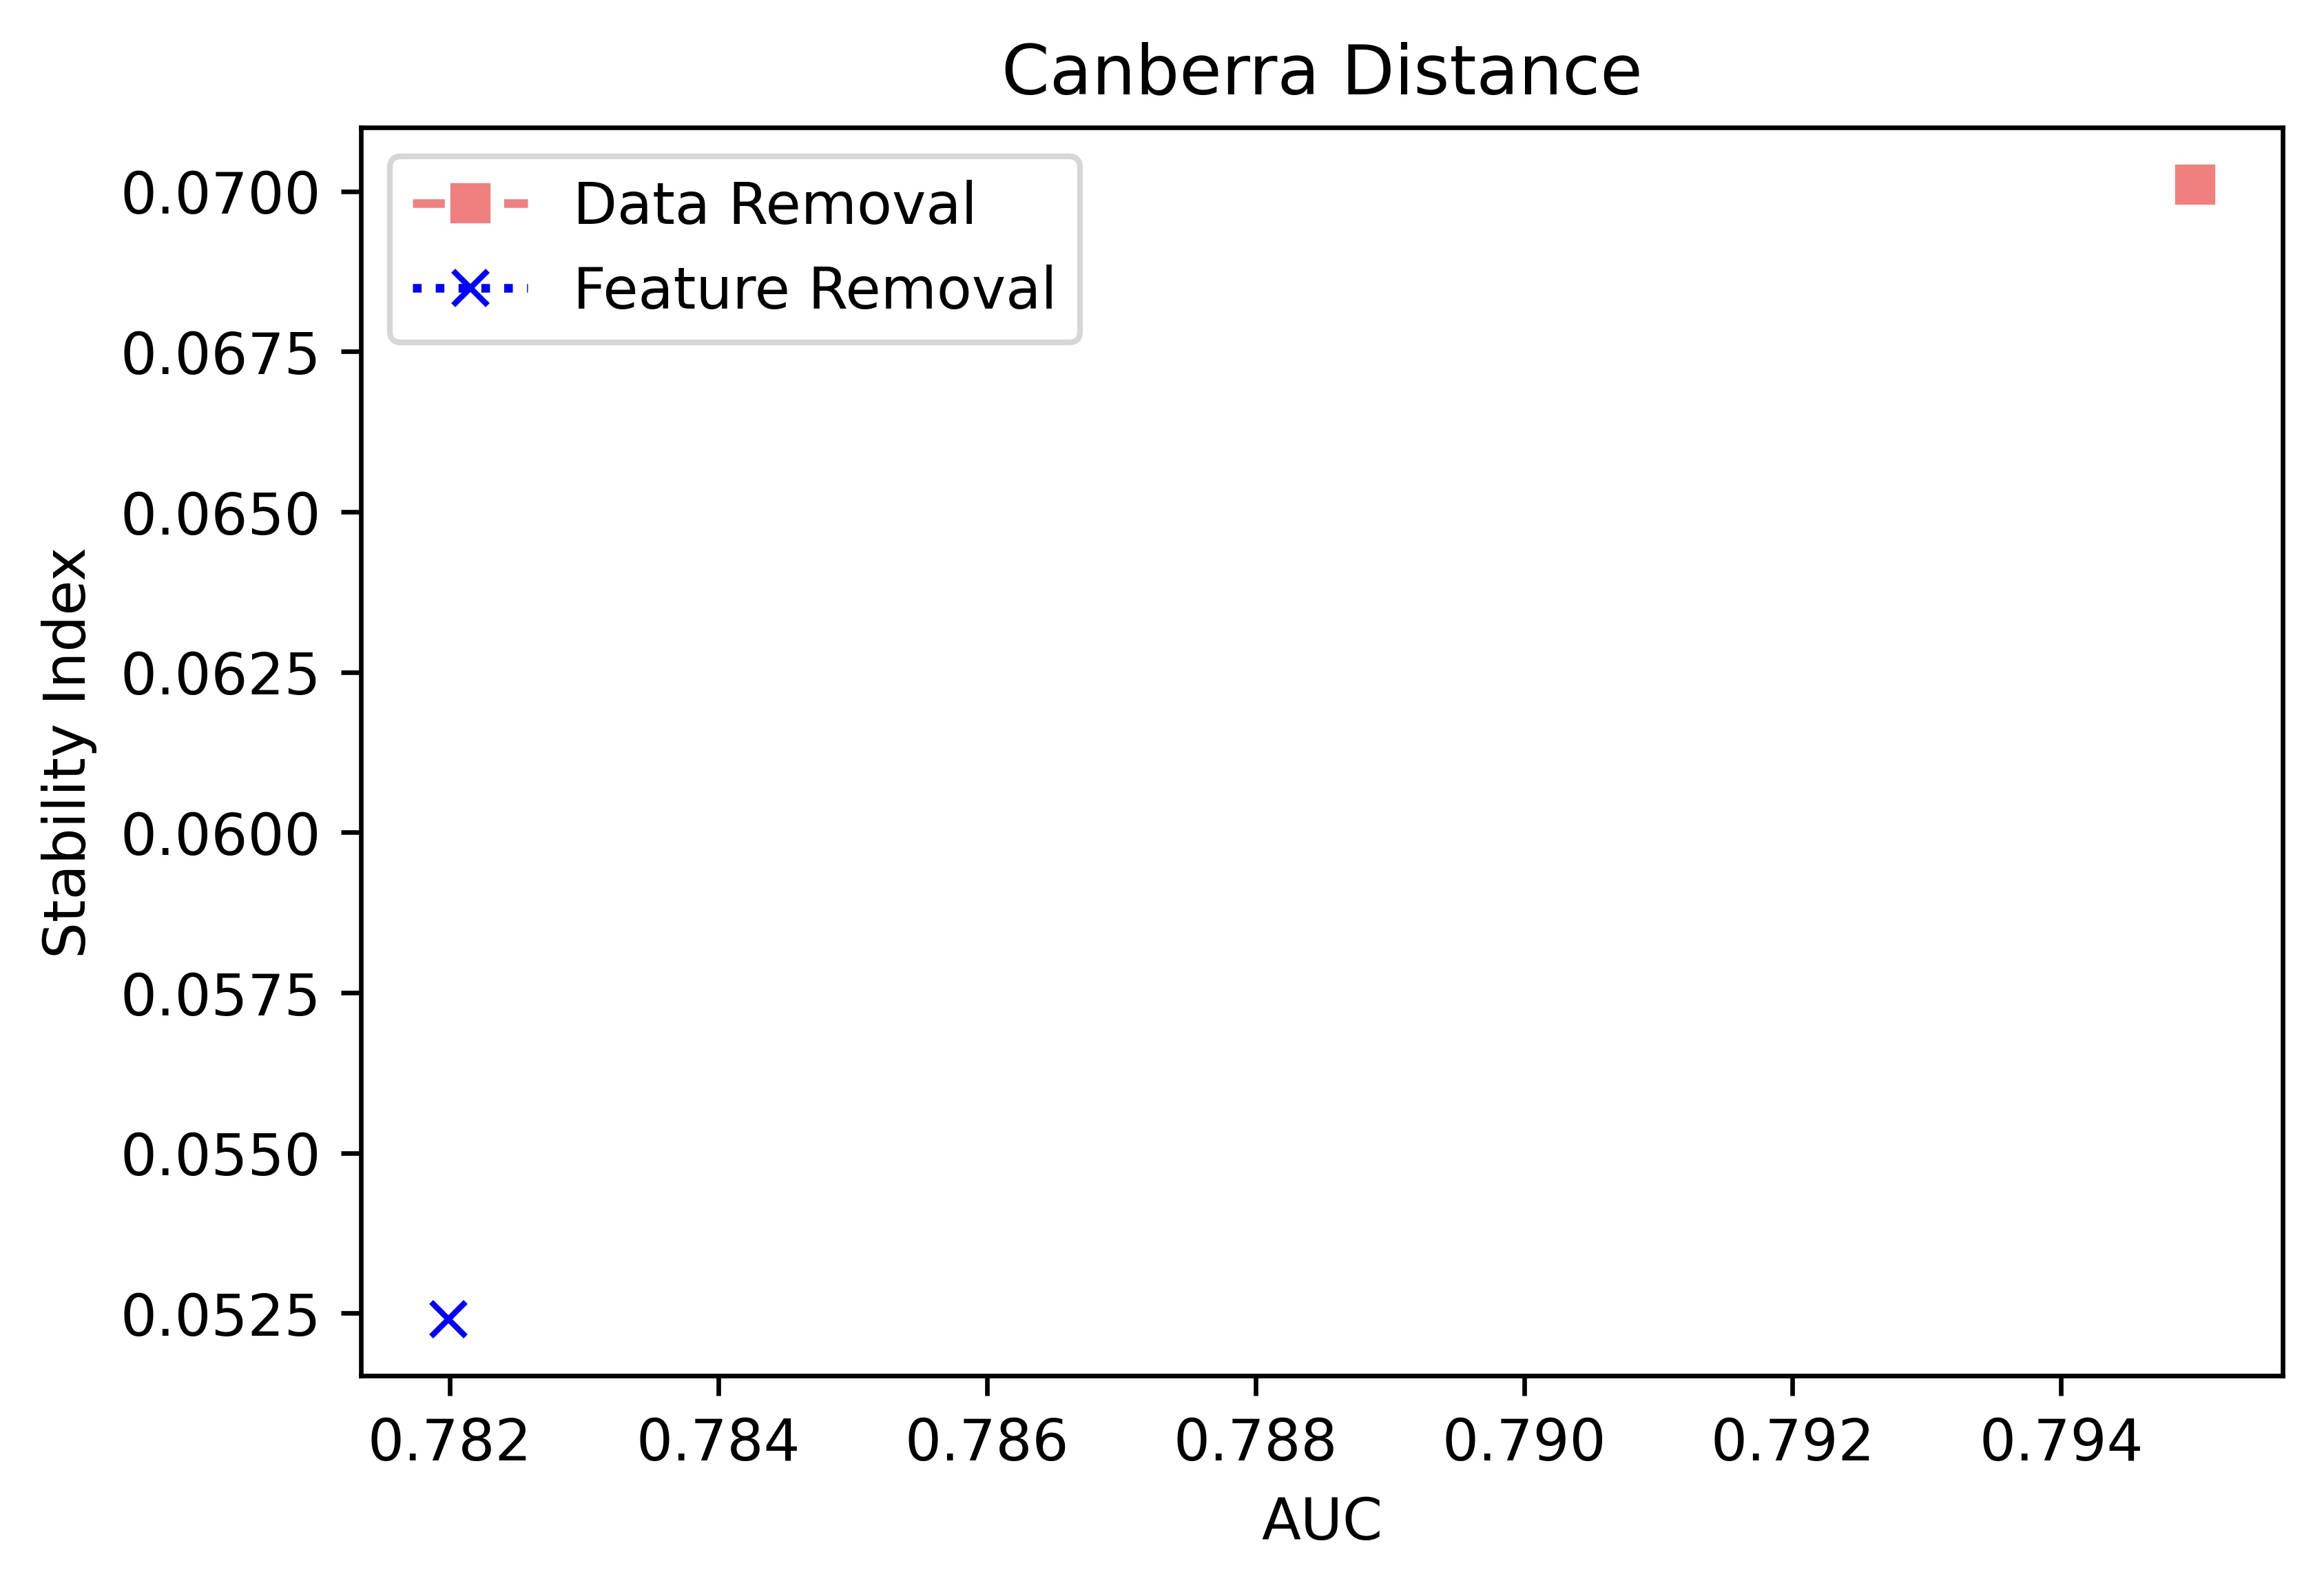 Canberra Distance
Data Removal
Feature Removal
0.0700
0.0675
0.0650
0.0625
0.0600
0.0575
0.0550
0.0525
Stability Index
0.782 0.784 0.786 0.788 0.790 0.792 0.794
AUC